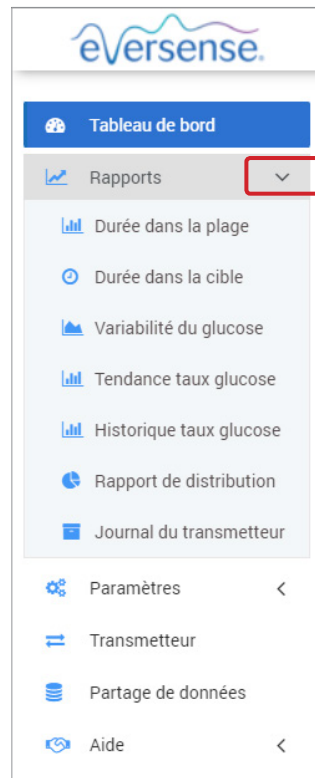 eversense.
Tableau de bord
Rapports
Durée dans la plage
Durée dans la cible
Variabilité du glucose
Tendance taux glucose
Historique taux glucose
Rapport de distribution
Journal du transmetteur
Paramètres
Transmetteur
Partage de données
Aide